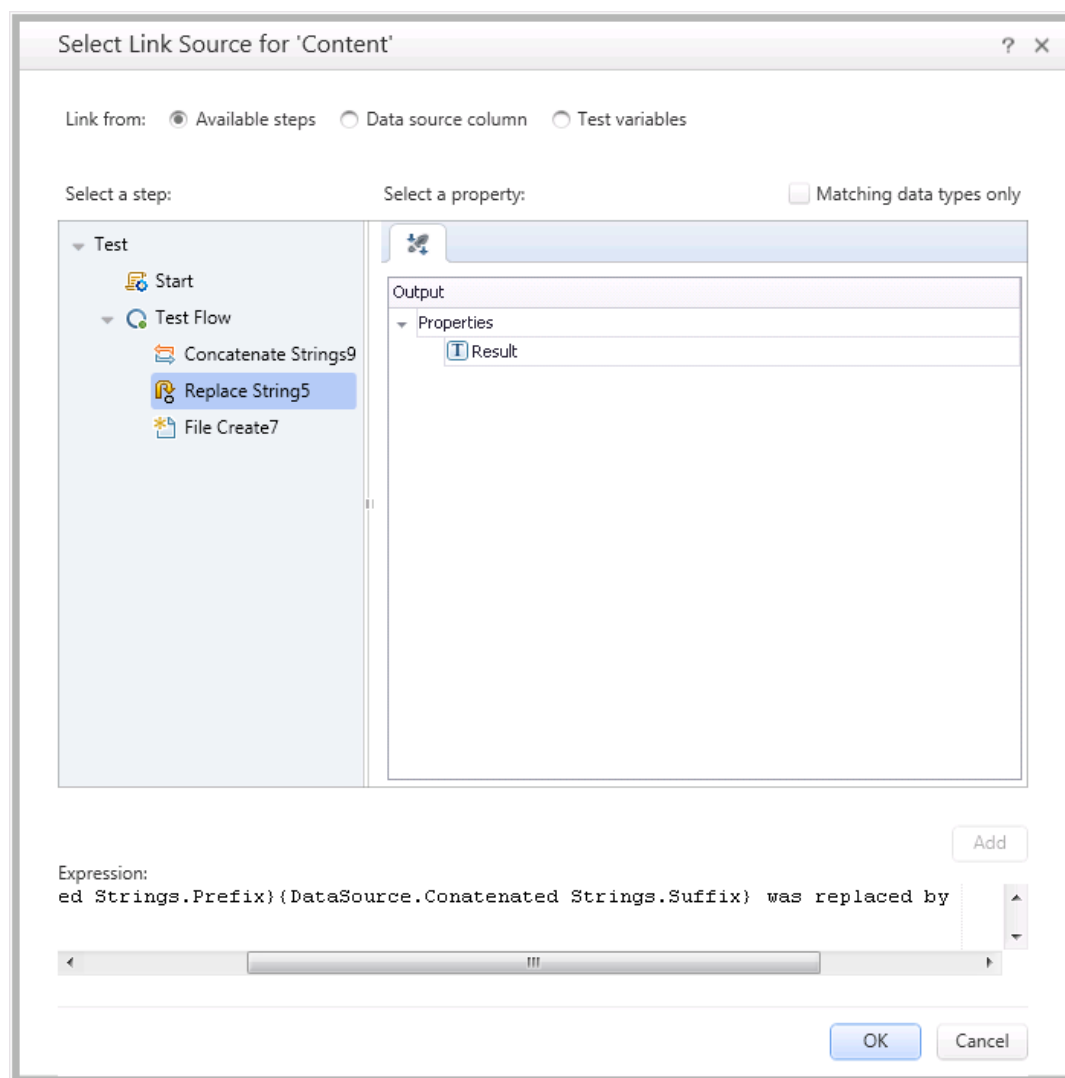 Select Link Source for 'Content'
? ×
Link from: Available steps Data source column Test variables
Select a step: Select a property: Matching data types only
Test
Start
Test Flow
Concatenate Strings9
Replace String5
File Create7
Output
Properties
T Result
Add
Expression:
ed Strings.Prefix}{DataSource.Conatenated Strings.Suffix} was replaced by
OK Cancel